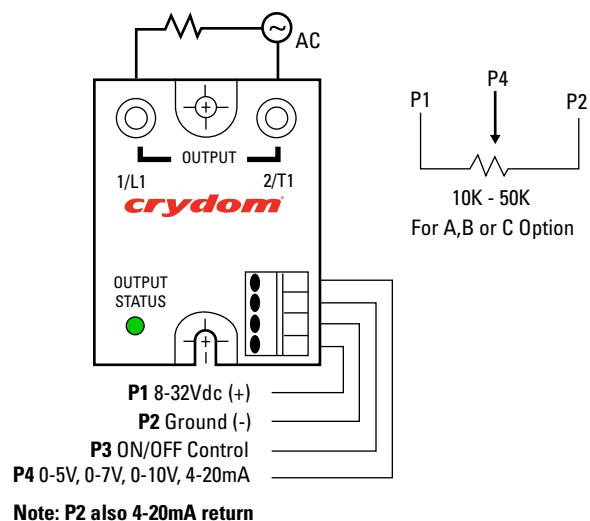 AC
OUTPUT
1/L1 2/T1
crydom
OUTPUT
STATUS
P1 8-32Vdc (+)
P2 Ground (-)
P3 ON/OFF Control
P4 0-5V, 0-7V, 0-10V, 4-20mA
Note: P2 also 4-20mA return
P4
P1 P2
10K - 50K
For A,B or C Option